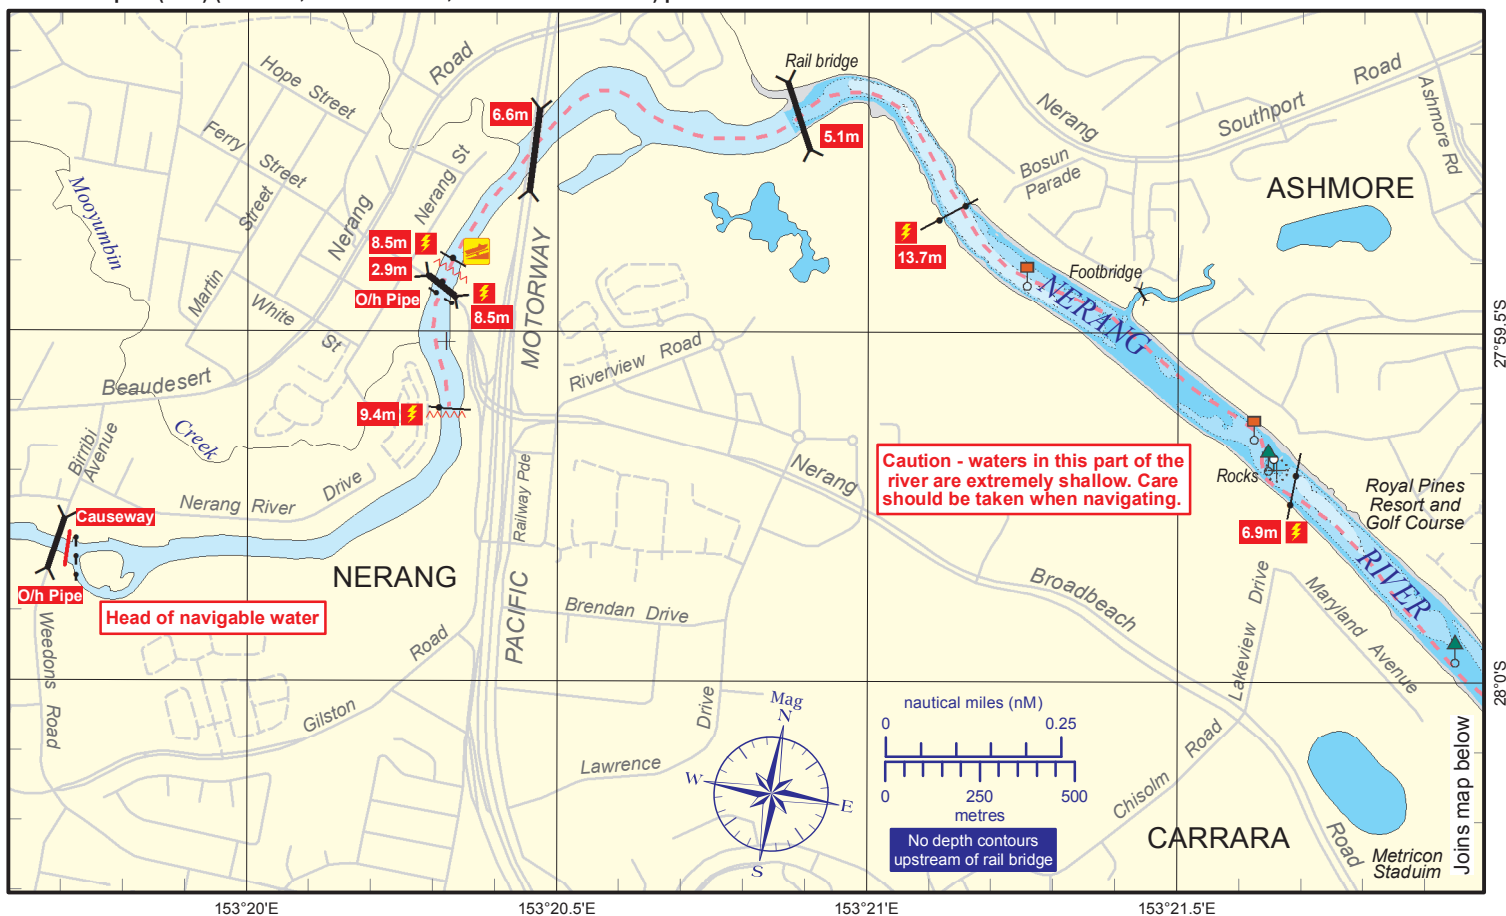 Rail bridge
Hope Street
Road
Ferry Street
Street
Nerang St
Nerang
6.6m
5.1m
Mooyumbin
Creek
Martin
White
St
8.5m
2.9m
O/h Pipe
8.5m
MOTORWAY
Nerang
Southport
Road
Ashmore Rd
Bosun
Parade
ASHMORE
13.7m
Footbridge
NERANG
27°59.5'S
Beaudesert
Riverview Road
9.4m
Birribi
Avenue
Nerang River
Drive
Causeway
O/h Pipe
Head of navigable water
NERANG
Railway Pde
PACIFIC
Nerang
Broadbeach
Caution - waters in this part of the
river are extremely shallow. Care
should be taken when navigating.
Rocks
6.9m
Royal Pines
Resort and
Golf Course
RIVER
Weedons Road
Road
Gilston
Brendan Drive
Drive
Lawrence
Lakeview Drive
Maryland
Avenue
28°0'S
Mag
N
W
E
S
nautical miles (nM)
0
0.25
0
250
500
metres
No depth contours
upstream of rail bridge
Chisolm
Road
CARRARA
Road
Metricon
Staduim
Joins map below
153°20'E
153°20.5'E
153°21'E
153°21.5'E